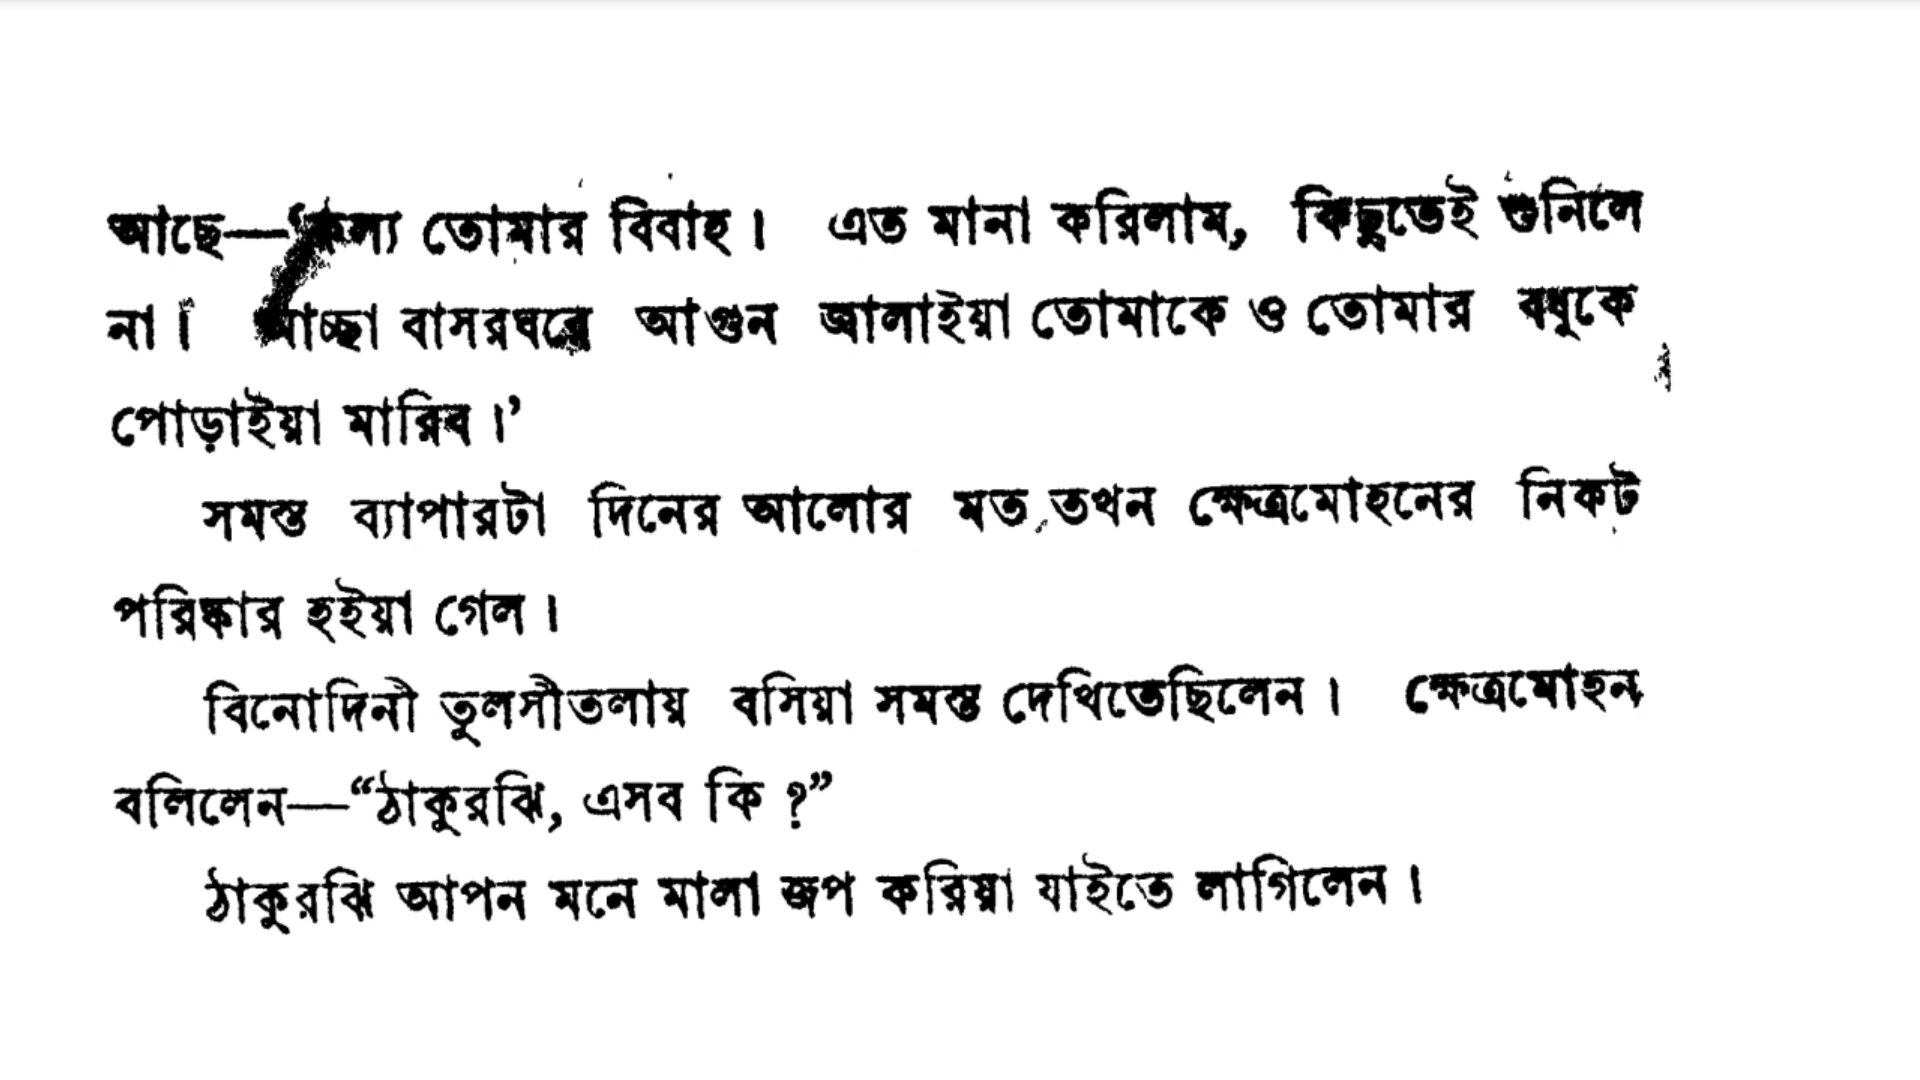 আছে—‘কল্য তোমার বিবাহ। এত মানা করিলাম, কিছুতেই শুনিলে
না। আচ্ছা বাসরঘরে আগুন জ্বালাইয়া তোমাকে ও তোমার বধুকে
পোড়াইয়া মারিব।’
সমস্ত ব্যাপারটা দিনের আলোর মত তখন ক্ষেত্রমোহনের নিকট
পরিষ্কার হইয়া গেল।
বিনোদিনী তুলসীতলায় বসিয়া সমস্ত দেখিতেছিলেন। ক্ষেত্রমোহন
বলিলেন—“ঠাকুরঝি, এসব কি ?”
ঠাকুরঝি আপন মনে মালা জপ করিয়া যাইতে লাগিলেন।